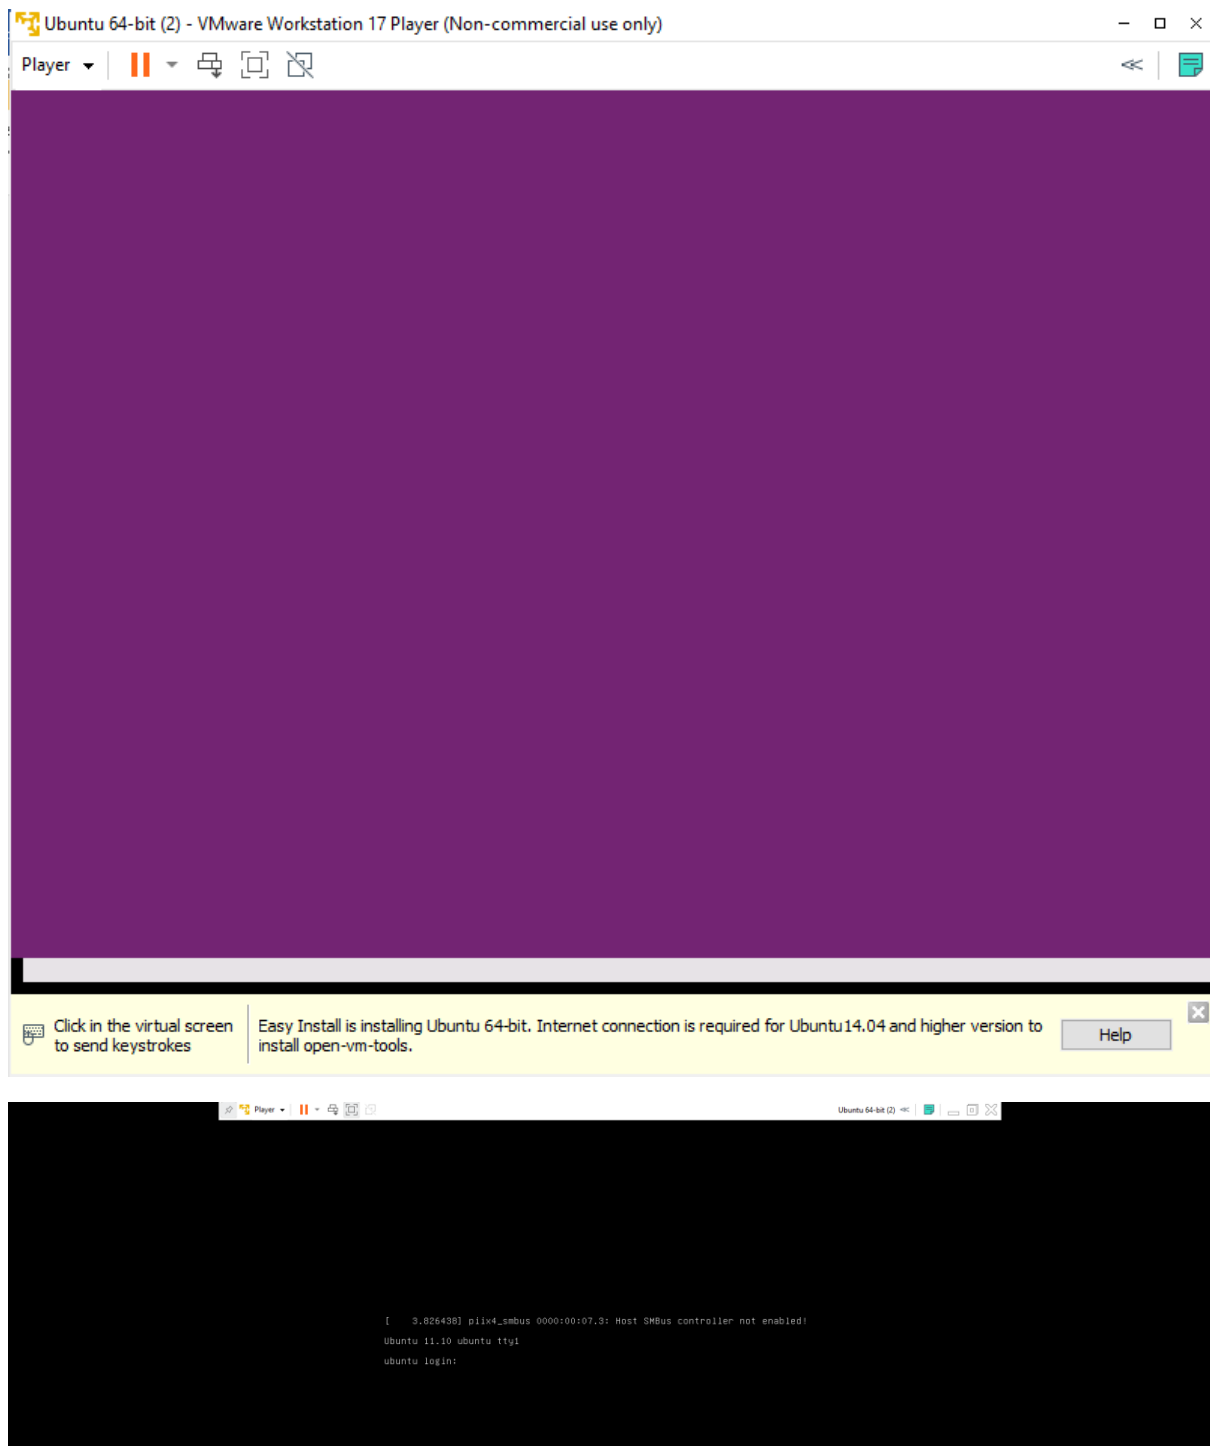 Ubuntu 64-bit (2) - VMware Workstation 17 Player (Non-commercial use only)
Player
Click in the virtual screen
to send keystrokes
Easy Install is installing Ubuntu 64-bit. Internet connection is required for Ubuntu14.04 and higher version to
install open-vm-tools.
Help
Player
Ubuntu 64-bit (2)
[    3.826438] piix4_smbus 0000:00:07.3: Host SMBus controller not enabled!
Ubuntu 11.10 ubuntu tty1
ubuntu login: